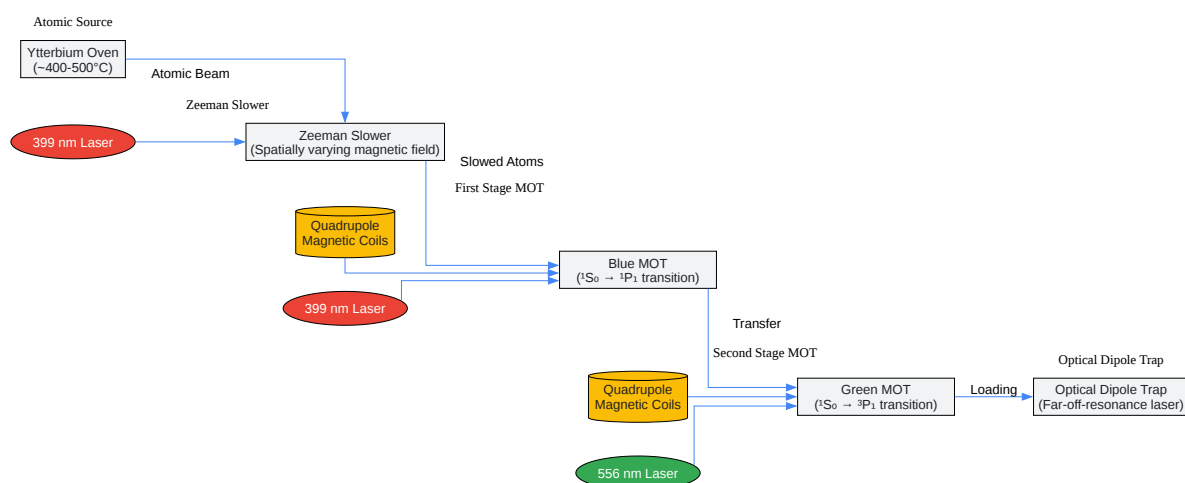 Atomic Source
Ytterbium Oven
(~400-500°C)
Atomic Beam
Zeeman Slower
399 nm Laser
Zeeman Slower
(Spatially varying magnetic field)
Slowed Atoms
First Stage MOT
Quadrupole
Magnetic Coils
Blue MOT
(¹S₀ → ¹P₁ transition)
399 nm Laser
Transfer
Second Stage MOT
Optical Dipole Trap
Quadrupole
Magnetic Coils
Green MOT
(¹S₀ → ³P₁ transition)
Loading
Optical Dipole Trap
(Far-off-resonance laser)
556 nm Laser